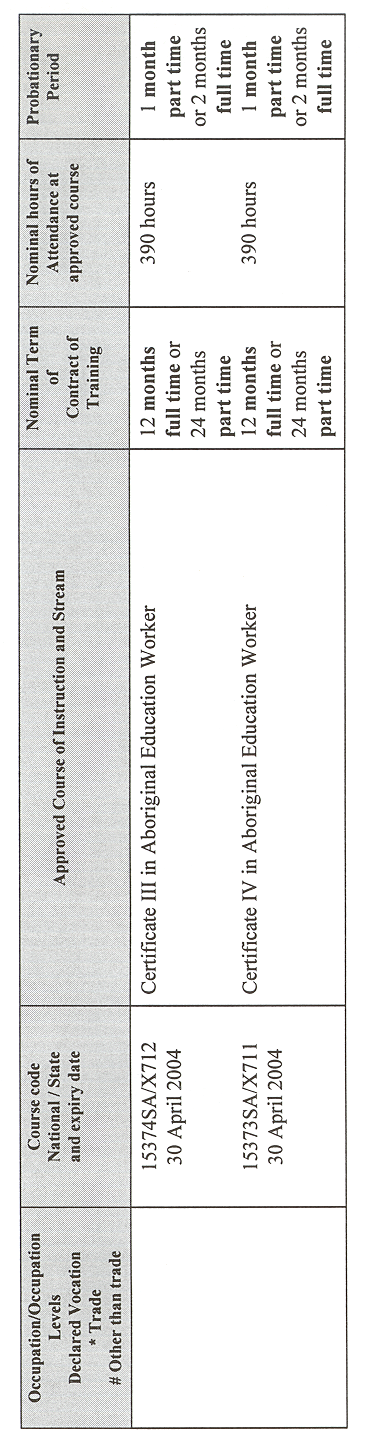 Occupation/Occupation
Levels
Declared Vocation
* Trade
# Other than trade
Course code
National / State
and expiry date
Approved Course of Instruction and Stream
Nominal Term
of
Contract of
Training
Nominal hours of
Attendance at
approved course
Probationary
Period
15374SA/X712
30 April 2004
Certificate III in Aboriginal Education Worker
12 months
full time or
24 months
part time
390 hours
1 month
part time
or 2 months
full time
15373SA/X711
30 April 2004
Certificate IV in Aboriginal Education Worker
12 months
full time or
24 months
part time
390 hours
1 month
part time
or 2 months
full time